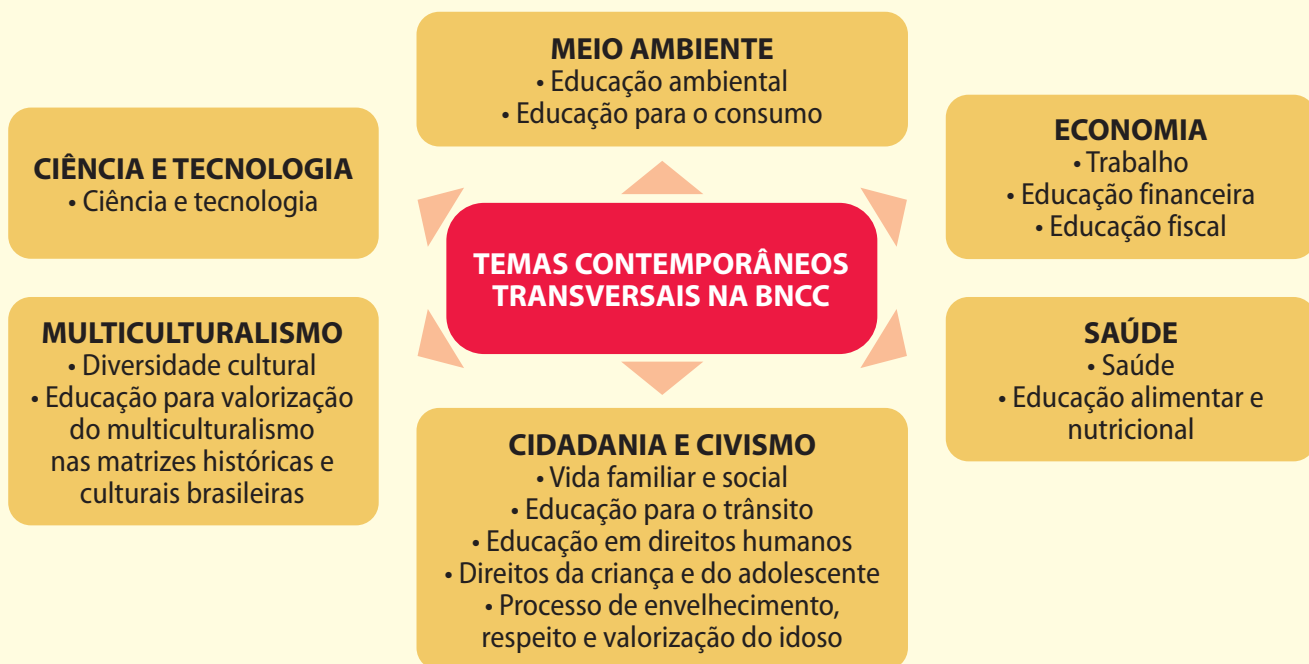 MEIO AMBIENTE
• Educação ambiental
• Educação para o consumo
CIÊNCIA E TECNOLOGIA
• Ciência e tecnologia
ECONOMIA
• Trabalho
• Educação financeira
• Educação fiscal
TEMAS CONTEMPORÂNEOS
TRANSVERSAIS NA BNCC
MULTICULTURALISMO
• Diversidade cultural
• Educação para valorização
do multiculturalismo
nas matrizes históricas e
culturais brasileiras
SAÚDE
• Saúde
• Educação alimentar e
nutricional
CIDADANIA E CIVISMO
• Vida familiar e social
• Educação para o trânsito
• Educação em direitos humanos
• Direitos da criança e do adolescente
• Processo de envelhecimento,
respeito e valorização do idoso